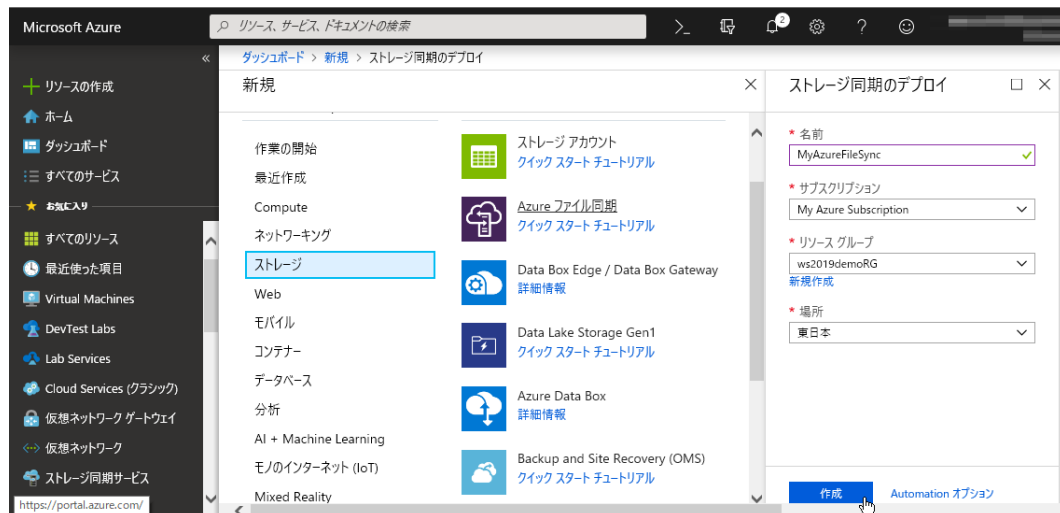 Microsoft Azure
リソース、サービス、ドキュメントの検索
2
«
リソースの作成
ホーム
ダッシュボード
すべてのサービス
お気に入り
すべてのリソース
最近使った項目
Virtual Machines
DevTest Labs
Lab Services
Cloud Services (クラシック)
仮想ネットワーク ゲートウェイ
仮想ネットワーク
ストレージ同期サービス
https://portal.azure.com/
ダッシュボード > 新規 > ストレージ同期のデプロイ
新規
作業の開始
最近作成
Compute
ネットワーキング
ストレージ
Web
モバイル
コンテナー
データベース
分析
AI + Machine Learning
モノのインターネット (IoT)
Mixed Reality
ストレージ アカウント
クイック スタート チュートリアル
Azure ファイル同期
クイック スタート チュートリアル
Data Box Edge / Data Box Gateway
詳細情報
Data Lake Storage Gen1
クイック スタート チュートリアル
Azure Data Box
詳細情報
Backup and Site Recovery (OMS)
クイック スタート チュートリアル
ストレージ同期のデプロイ
* 名前
MyAzureFileSync
* サブスクリプション
My Azure Subscription
* リソース グループ
ws2019demoRG
新規作成
* 場所
東日本
作成
Automation オプション